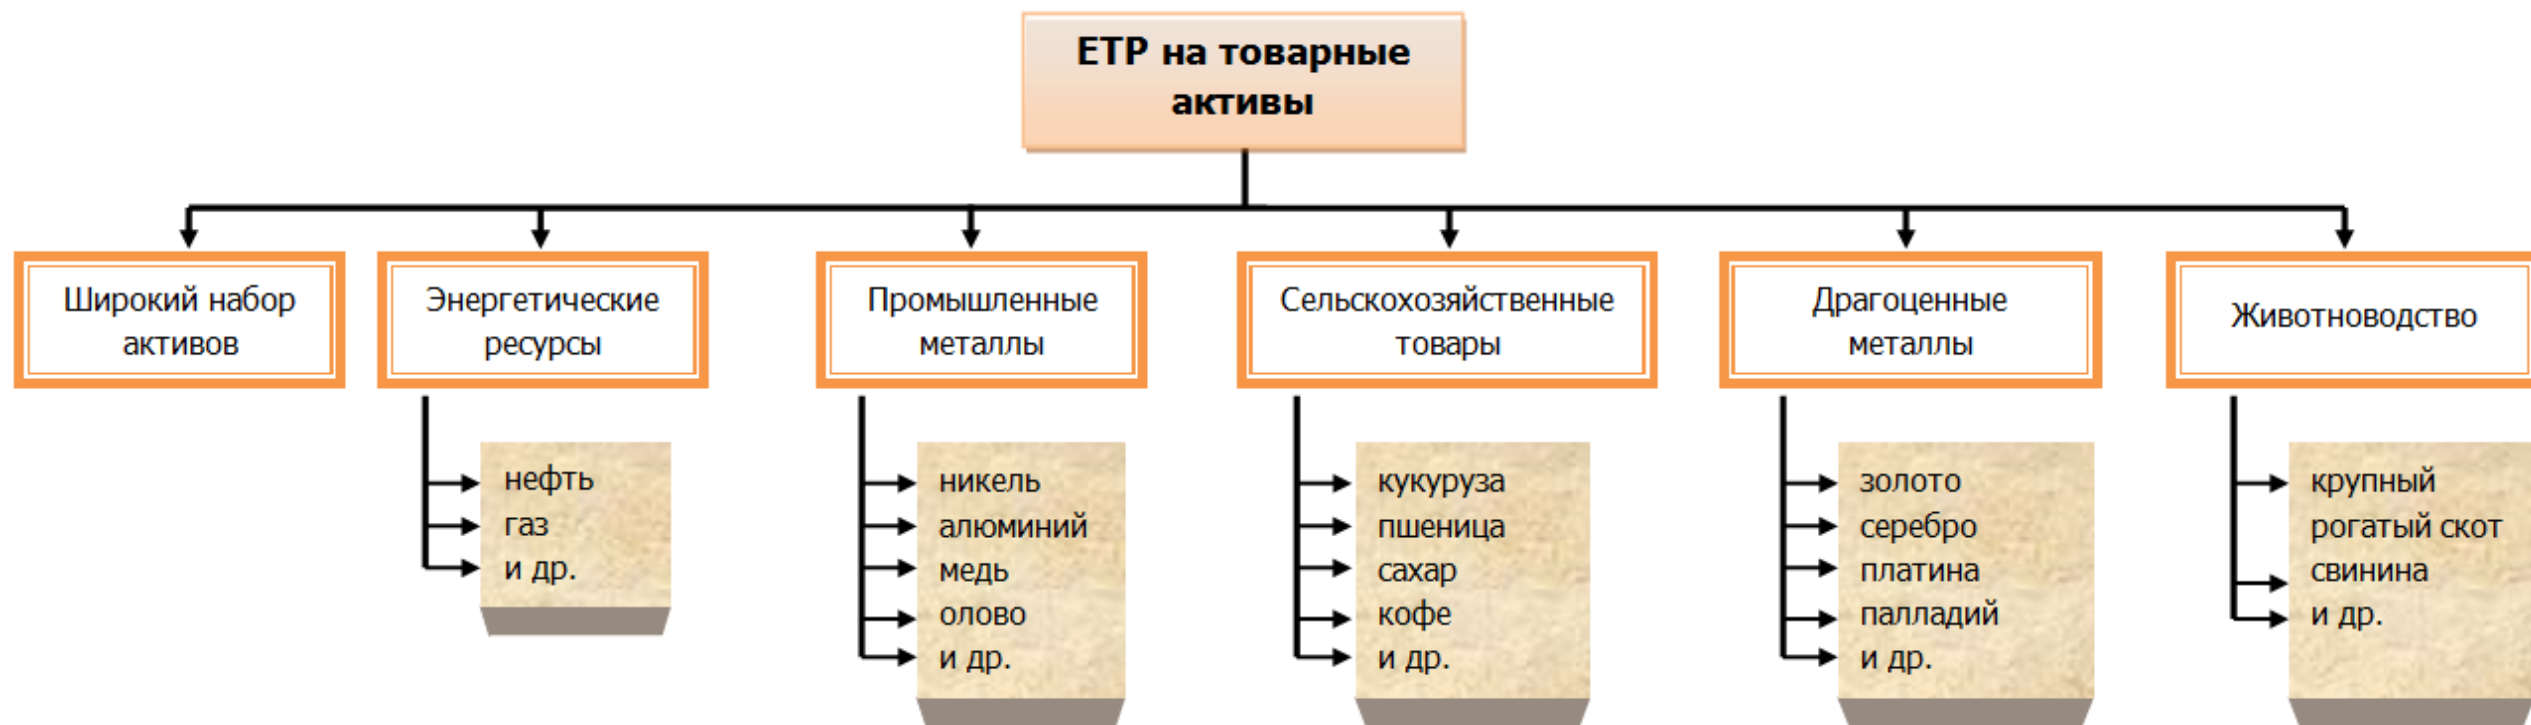 ETP на товарные
активы
Широкий набор
активов
Энергетические
ресурсы
Промышленные
металлы
Сельскохозяйственные
товары
Драгоценные
металлы
Животноводство
нефть
газ
и др.
никель
алюминий
медь
олово
и др.
кукуруза
пшеница
сахар
кофе
и др.
золото
серебро
платина
палладий
и др.
крупный
рогатый скот
свинина
и др.